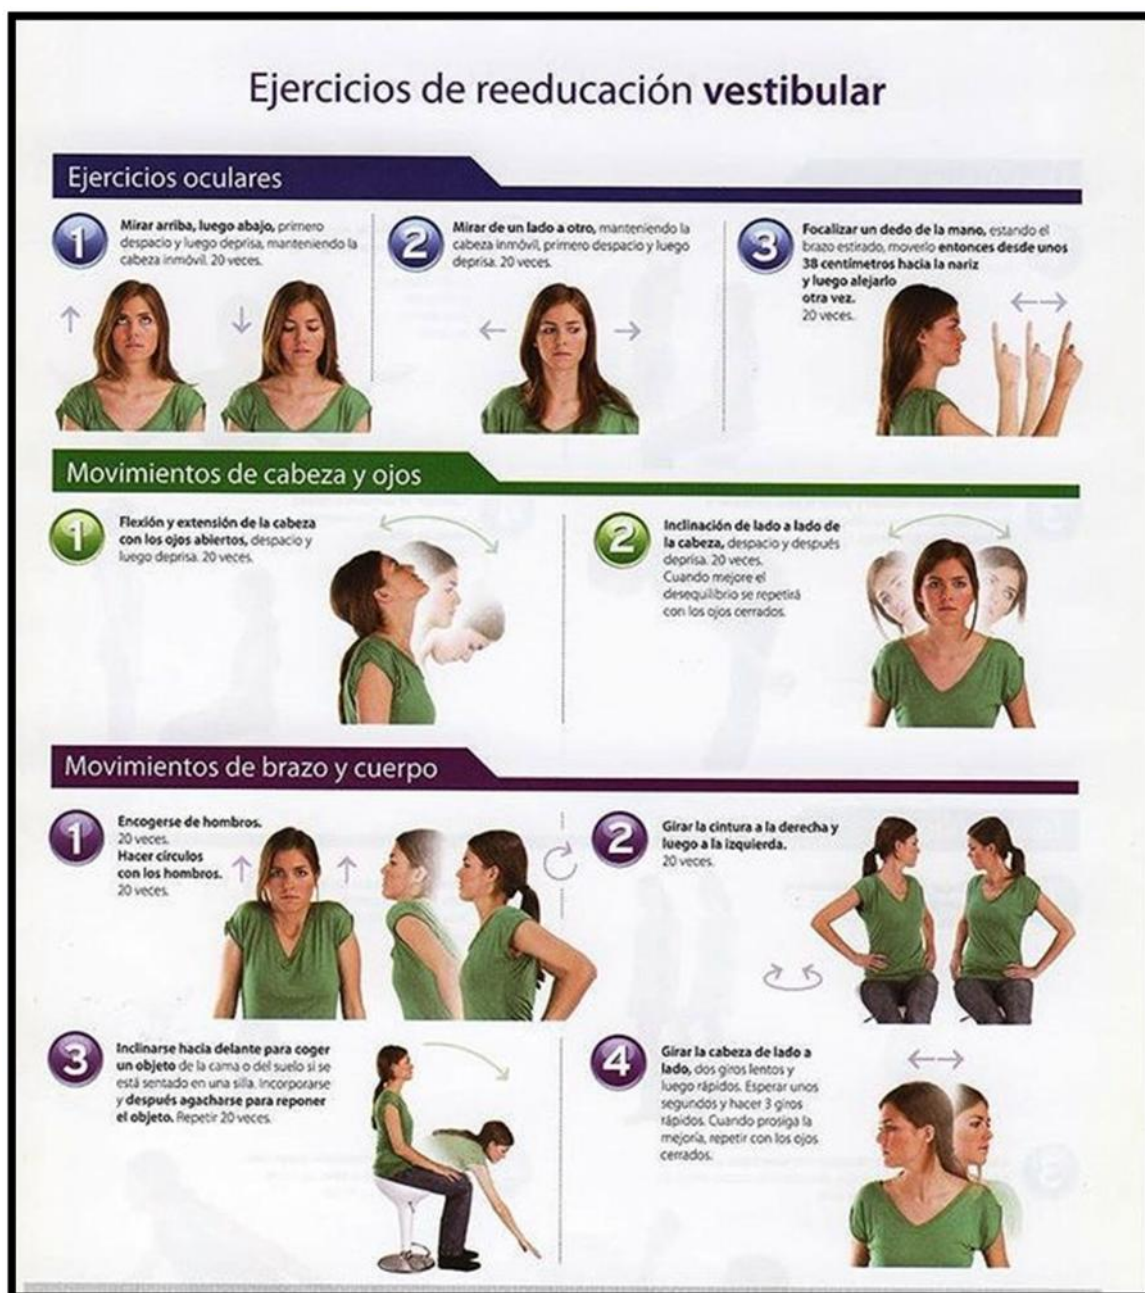 Ejercicios de reeducación vestibular
Ejercicios oculares
1
Mirar arriba, luego abajo, primero
despacio y luego deprisa, manteniendo la
cabeza inmóvil. 20 veces.
2
Mirar de un lado a otro, manteniendo la
cabeza inmóvil, primero despacio y luego
deprisa. 20 veces.
3
Focalizar un dedo de la mano, estando el
brazo estirado, moverlo entonces desde unos
38 centímetros hacia la nariz
y luego alejarlo
otra vez.
20 veces.
Movimientos de cabeza y ojos
1
Flexión y extensión de la cabeza
con los ojos abiertos, despacio y
luego deprisa. 20 veces.
2
Inclinación de lado a lado de
la cabeza, despacio y después
deprisa. 20 veces.
Cuando mejore el
desequilibrio se repetirá
con los ojos cerrados.
Movimientos de brazo y cuerpo
1
Encogerse de hombros.
20 veces.
Hacer círculos
con los hombros.
20 veces.
2
Girar la cintura a la derecha y
luego a la izquierda.
20 veces.
3
Inclinarse hacia delante para coger
un objeto de la cama o del suelo si se
está sentado en una silla. Incorporarse
y después agacharse para reponer
el objeto. Repetir 20 veces.
4
Girar la cabeza de lado a
lado, dos giros lentos y
luego rápidos. Esperar unos
segundos y hacer 3 giros
rápidos. Cuando prosiga la
mejoría, repetir con los ojos
cerrados.